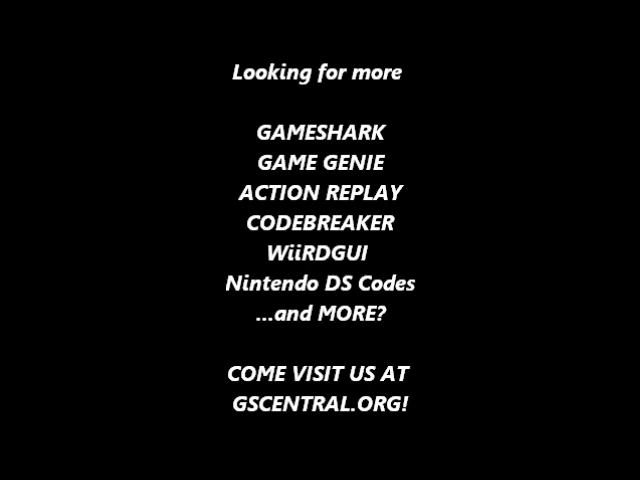 Looking for more
GAMESHARK
GAME GENIE
ACTION REPLAY
CODEBREAKER
WiiRDGUI
Nintendo DS Codes
...and MORE?
COME VISIT US AT
GSCENTRAL.ORG!